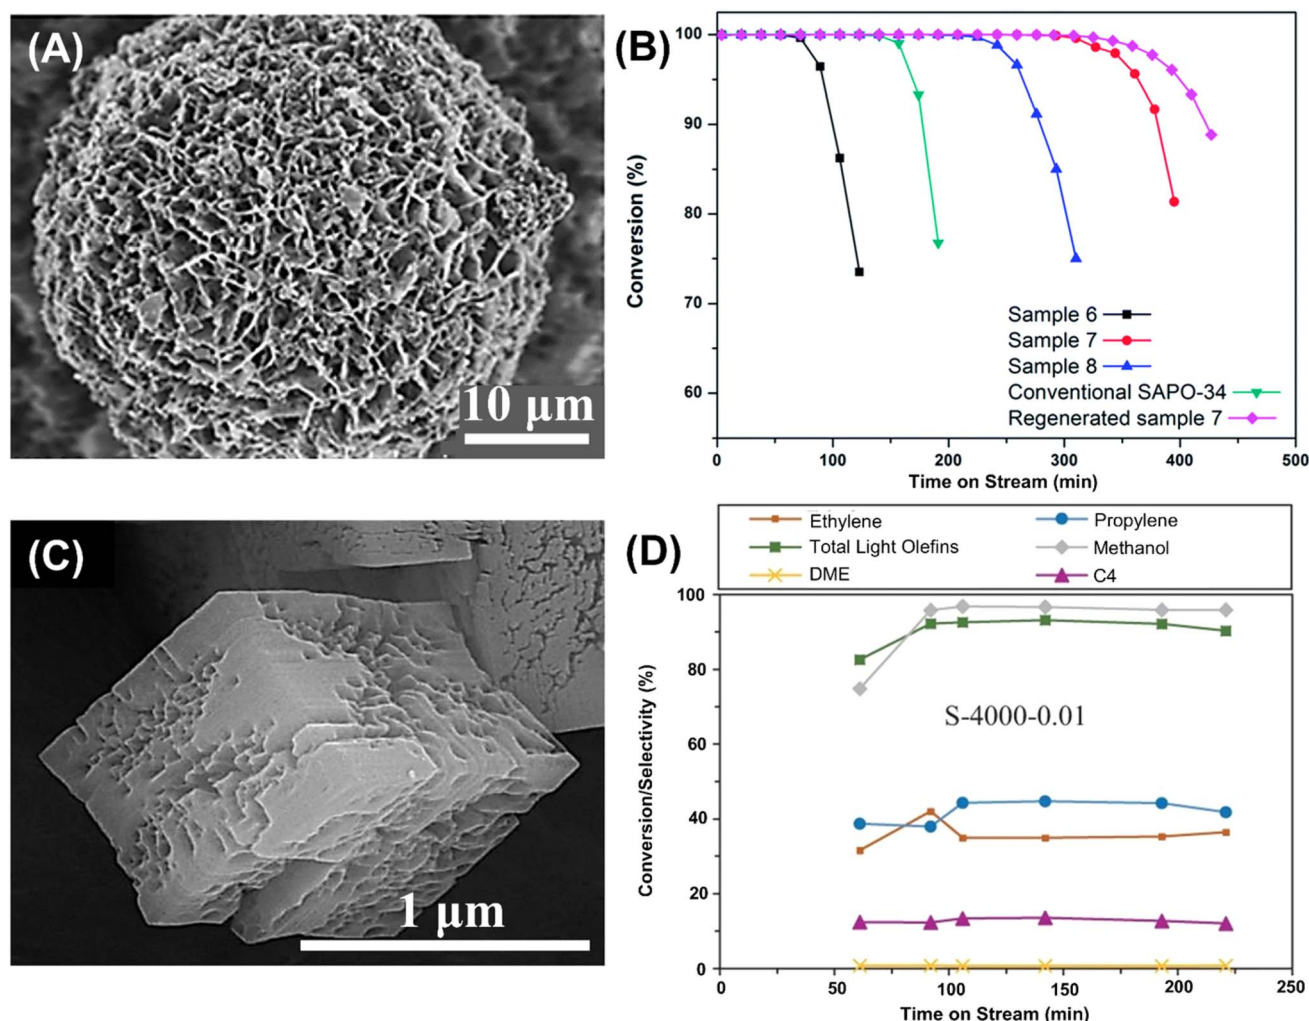 (A)
10 μm
(B)
100
90
80
70
60
Conversion (%)
Sample 6
Sample 7
Sample 8
Conventional SAPO-34
Regenerated sample 7
0 100 200 300 400 500
Time on Stream (min)
(C)
1 μm
(D)
Ethylene Propylene
Total Light Olefins Methanol
DME C4
100
80
60
40
20
0
Conversion/Selectivity (%)
S-4000-0.01
0 50 100 150 200 250
Time on Stream (min)